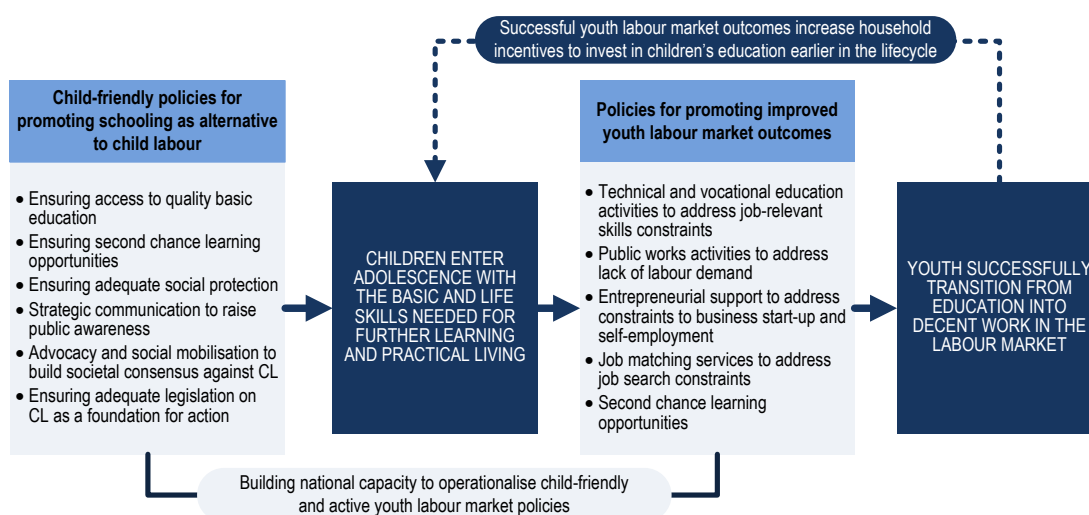 Successful youth labour market outcomes increase household
incentives to invest in children’s education earlier in the lifecycle
Child-friendly policies for
promoting schooling as alternative
to child labour
• Ensuring access to quality basic
education
• Ensuring second chance learning
opportunities
• Ensuring adequate social protection
• Strategic communication to raise
public awareness
• Advocacy and social mobilisation to
build societal consensus against CL
• Ensuring adequate legislation on
CL as a foundation for action
CHILDREN ENTER
ADOLESCENCE WITH
THE BASIC AND LIFE
SKILLS NEEDED FOR
FURTHER LEARNING
AND PRACTICAL LIVING
Policies for promoting improved
youth labour market outcomes
• Technical and vocational education
activities to address job-relevant
skills constraints
• Public works activities to address
lack of labour demand
• Entrepreneurial support to address
constraints to business start-up and
self-employment
• Job matching services to address
job search constraints
• Second chance learning
opportunities
YOUTH SUCCESSFULLY
TRANSITION FROM
EDUCATION INTO
DECENT WORK IN THE
LABOUR MARKET
Building national capacity to operationalise child-friendly
and active youth labour market policies